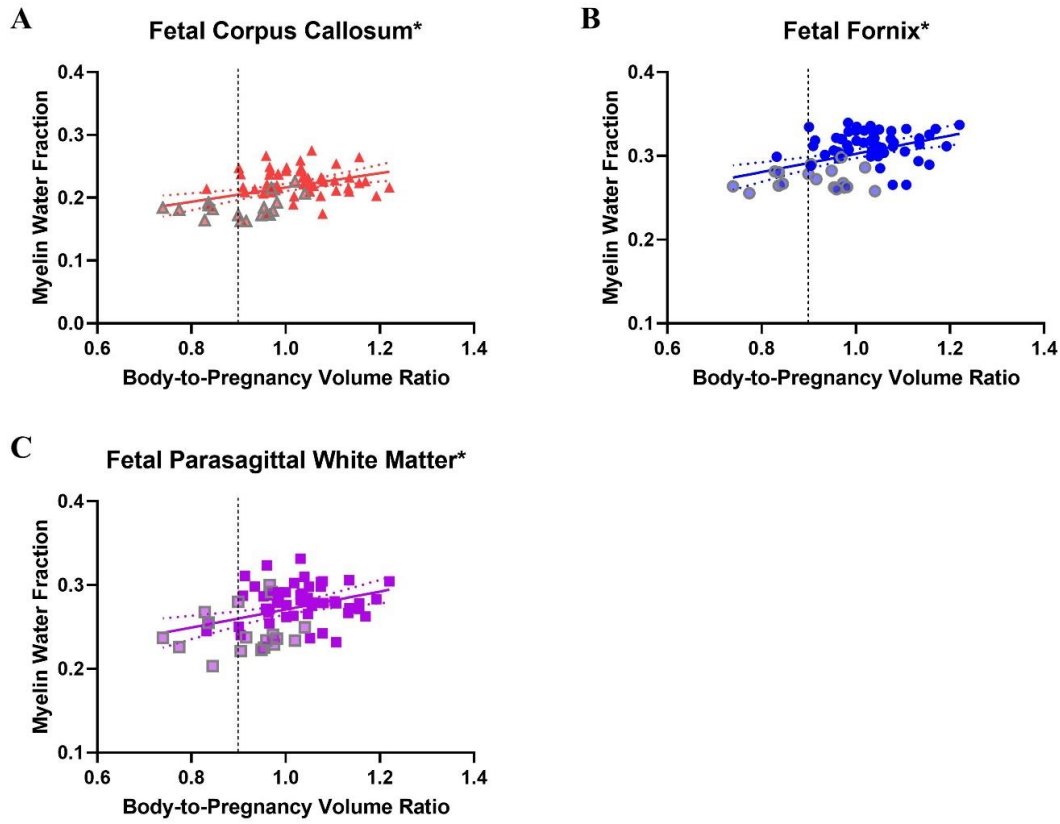 A
Fetal Corpus Callosum*
0.4
0.3
0.2
0.1
0.0
Myelin Water Fraction
0.6 0.8 1.0 1.2 1.4
Body-to-Pregnancy Volume Ratio
B
Fetal Fornix*
0.4
0.3
0.2
0.1
Myelin Water Fraction
0.6 0.8 1.0 1.2 1.4
Body-to-Pregnancy Volume Ratio
C
Fetal Parasagittal White Matter*
0.4
0.3
0.2
0.1
Myelin Water Fraction
0.6 0.8 1.0 1.2 1.4
Body-to-Pregnancy Volume Ratio